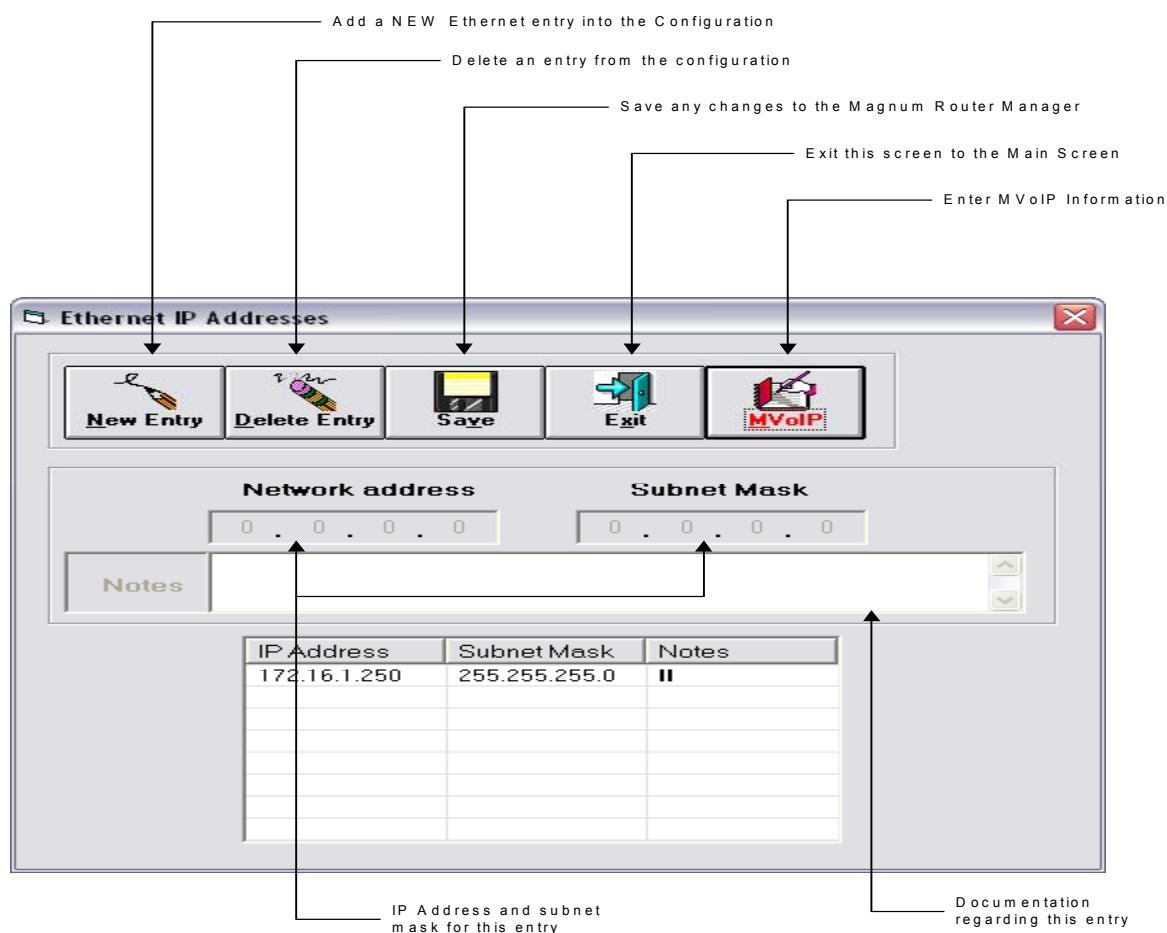 Add a NEW Ethernet entry into the Configuration
Delete an entry from the configuration
Save any changes to the Magnum Router Manager
Exit this screen to the Main Screen
Enter MVoIP Information
Ethernet IP Addresses
New Entry
Delete Entry
Save
Exit
MVoIP
Network address
Subnet Mask
0 . 0 . 0 . 0
0 . 0 . 0 . 0
Notes
IP Address Subnet Mask Notes
172.16.1.250 255.255.255.0 II
IP Address and subnet
mask for this entry
Documentation
regarding this entry